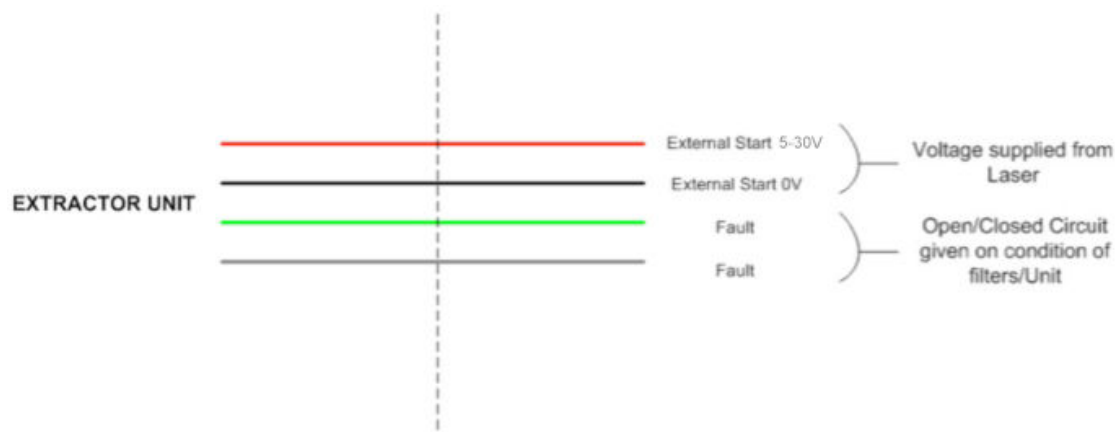 External Start 5-30V
Voltage supplied from
Laser
External Start 0V
EXTRACTOR UNIT
Fault
Open/Closed Circuit
given on condition of
filters/Unit
Fault